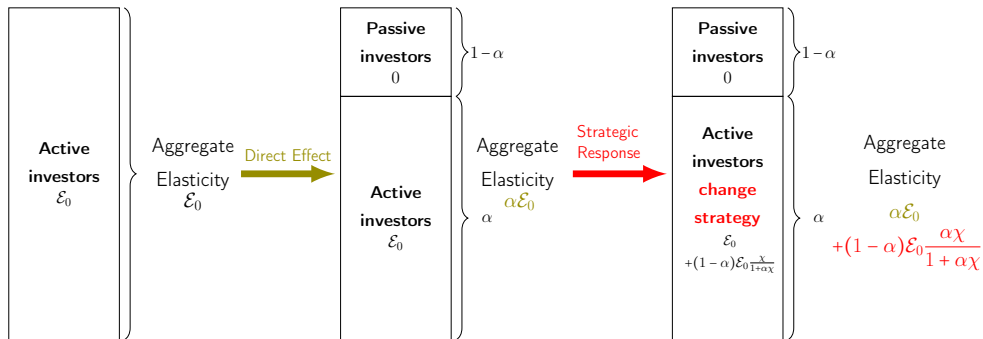 Active
investors
ℰ₀
Aggregate
Elasticity
ℰ₀
Direct Effect
Passive
investors
0
1 − α
Active
investors
ℰ₀
α
Aggregate
Elasticity
αℰ₀
Strategic
Response
Passive
investors
0
1 − α
Active
investors
change
strategy
ℰ₀
+(1 − α)ℰ₀ χ/(1+αχ)
α
Aggregate
Elasticity
αℰ₀
+(1 − α)ℰ₀ αχ/(1 + αχ)